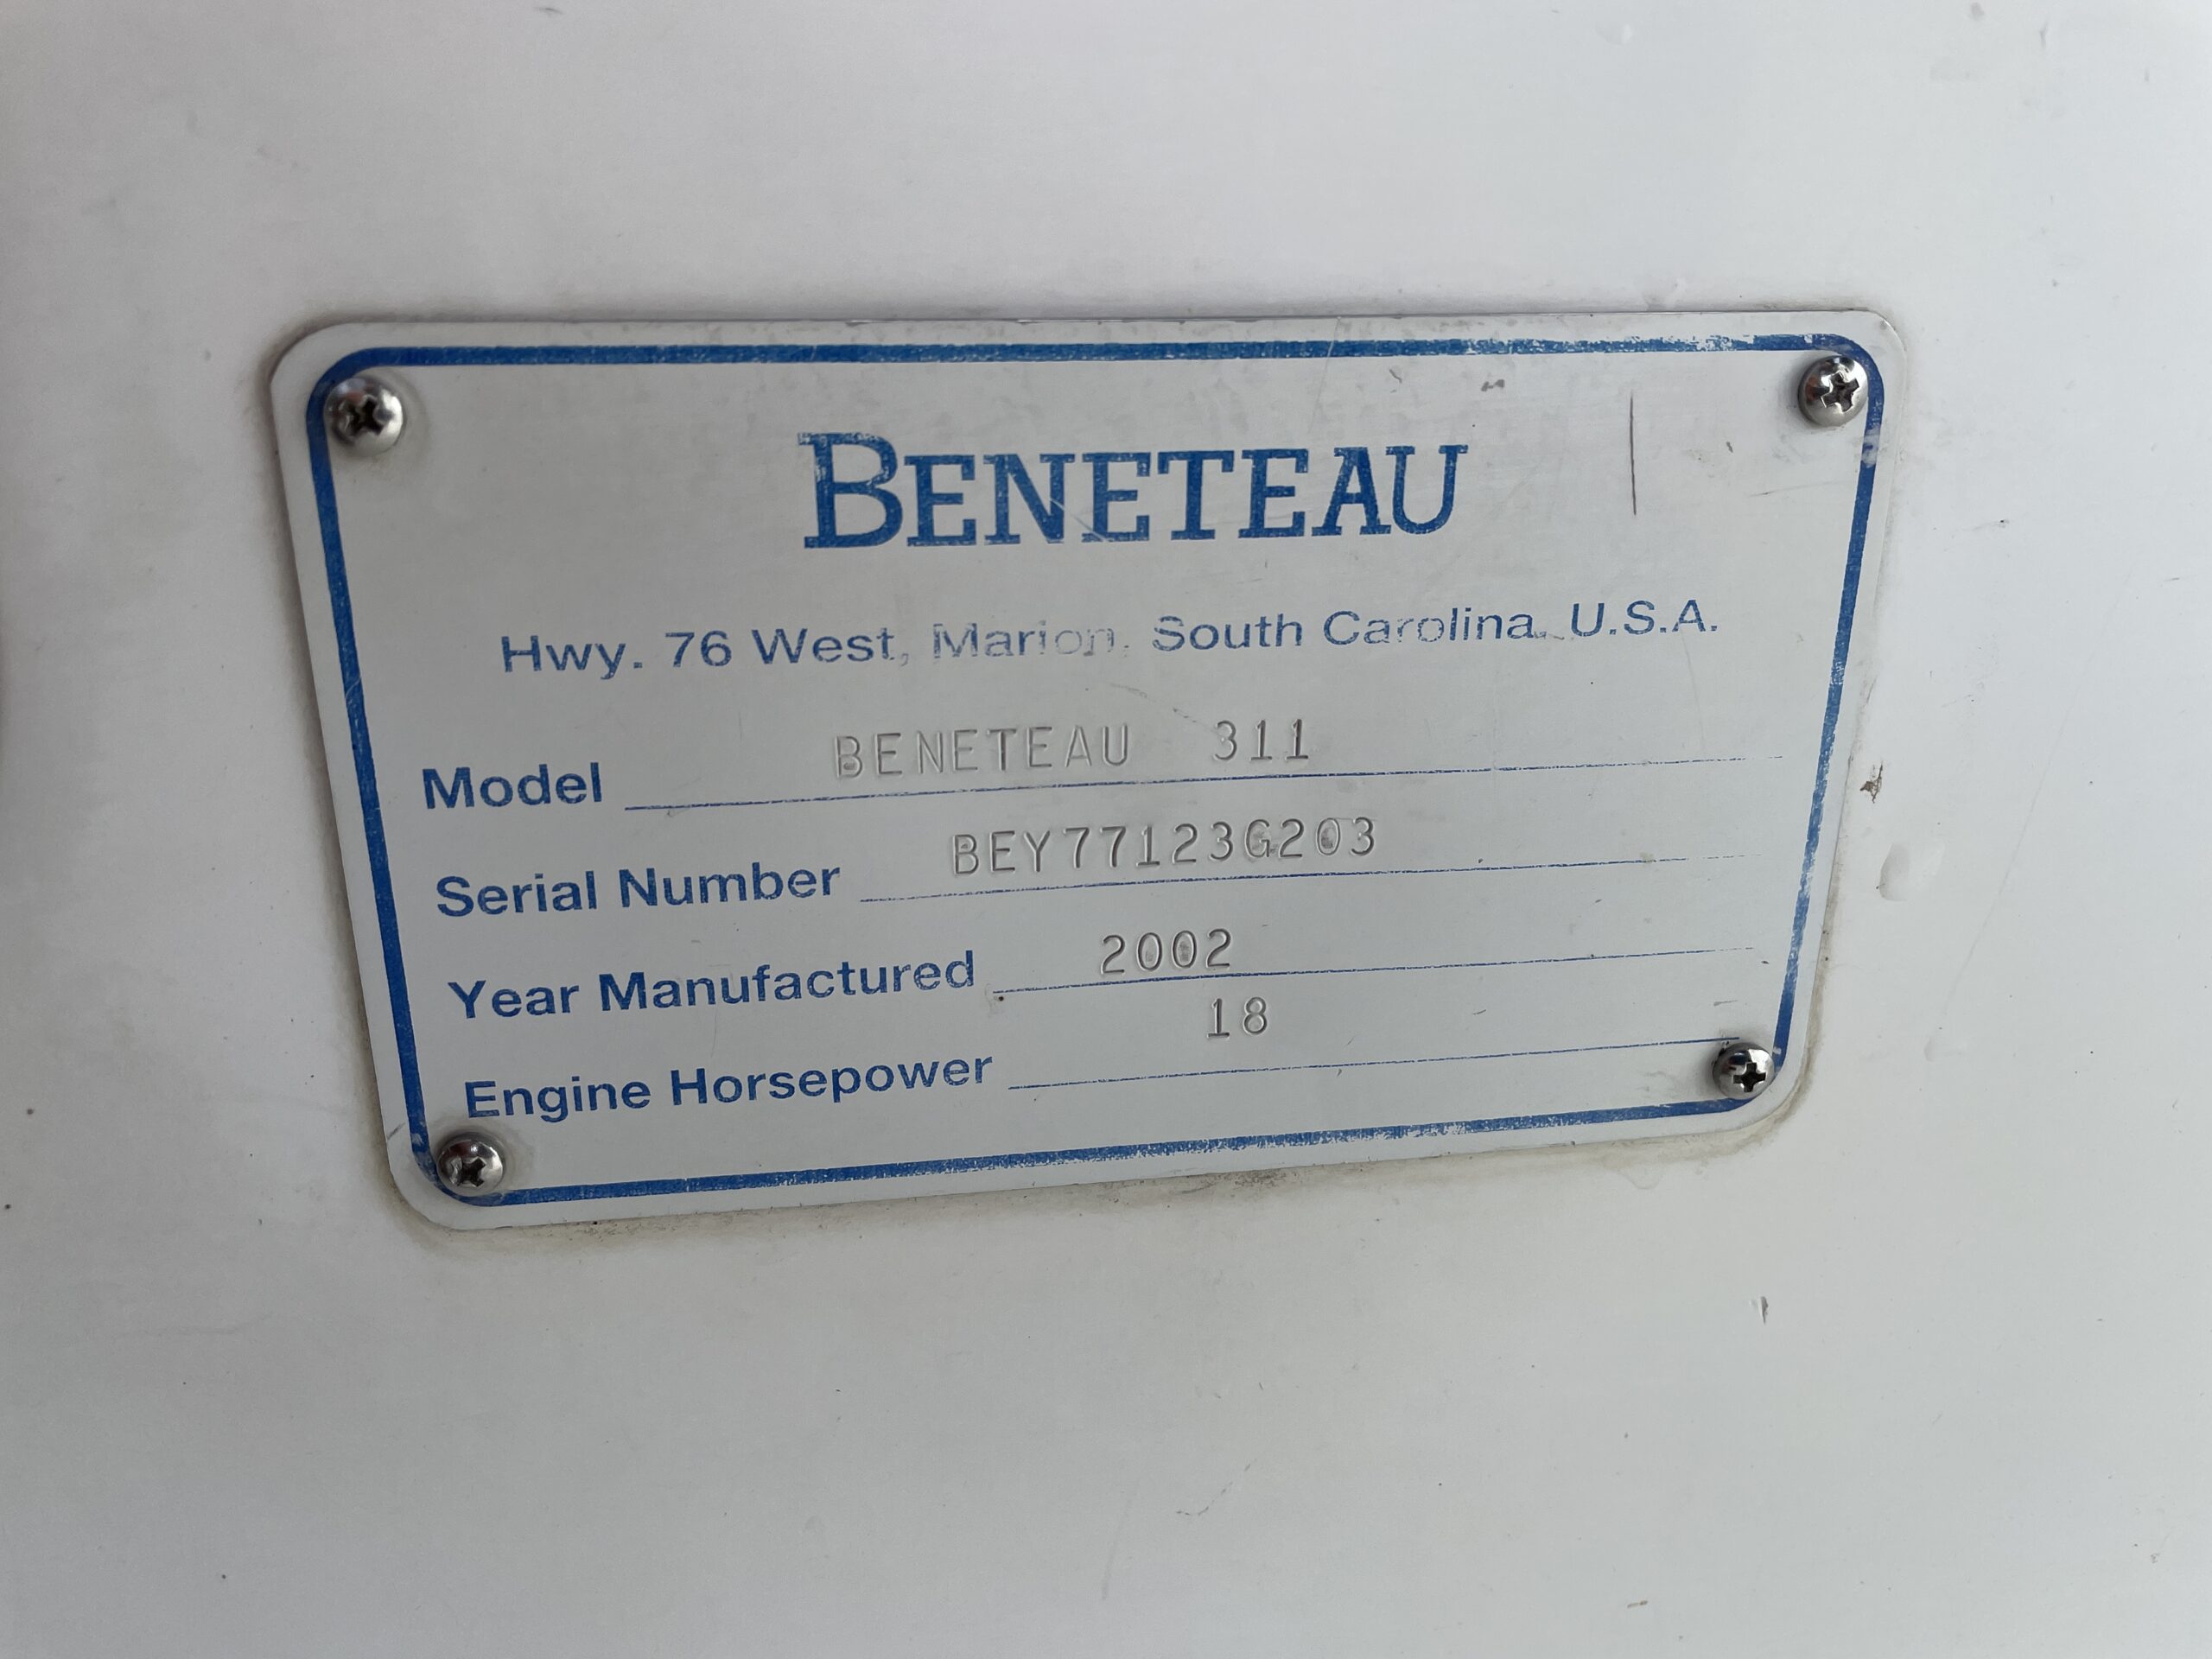 BENETEAU
Hwy. 76 West, Marion, South Carolina, U.S.A.
Model BENETEAU 311
Serial Number BEY77123G203
Year Manufactured 2002
Engine Horsepower 18